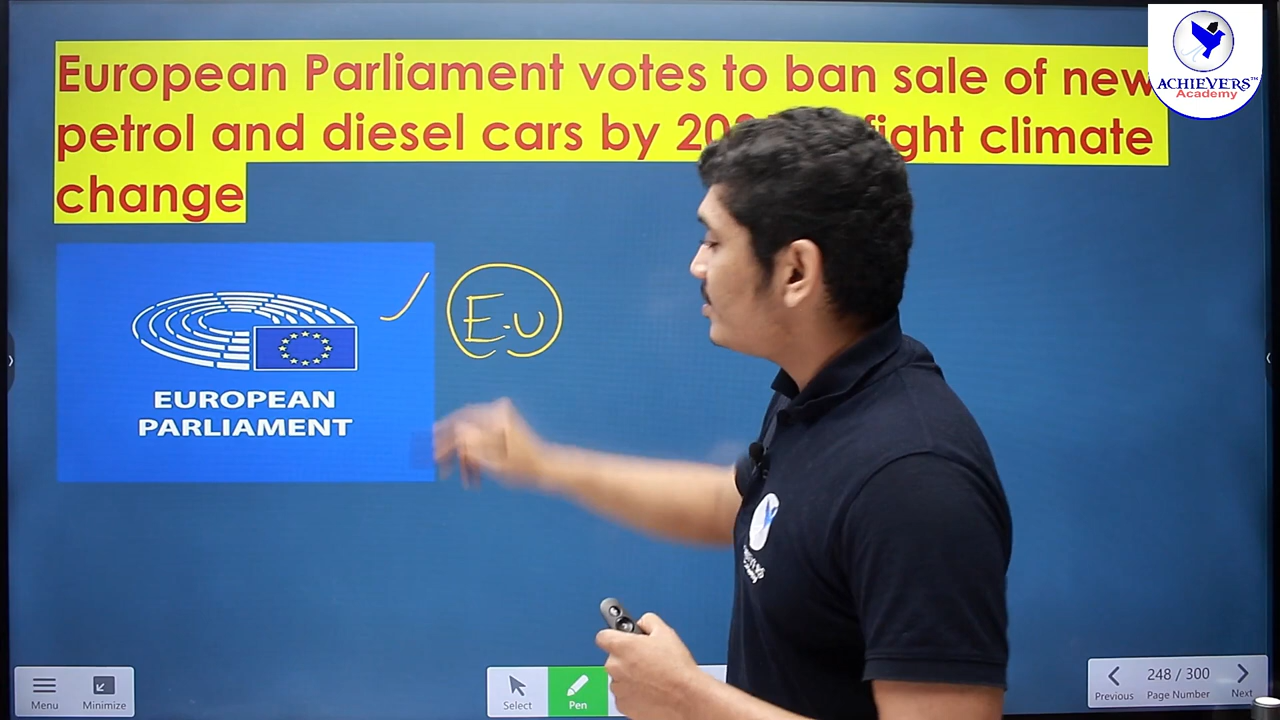 European Parliament votes to ban sale of new
petrol and diesel cars by fight climate
change
ACHIEVERS™
Academy
E.U
EUROPEAN
PARLIAMENT
Menu
Minimize
Select
Pen
248 / 300
Previous
Page Number
Next